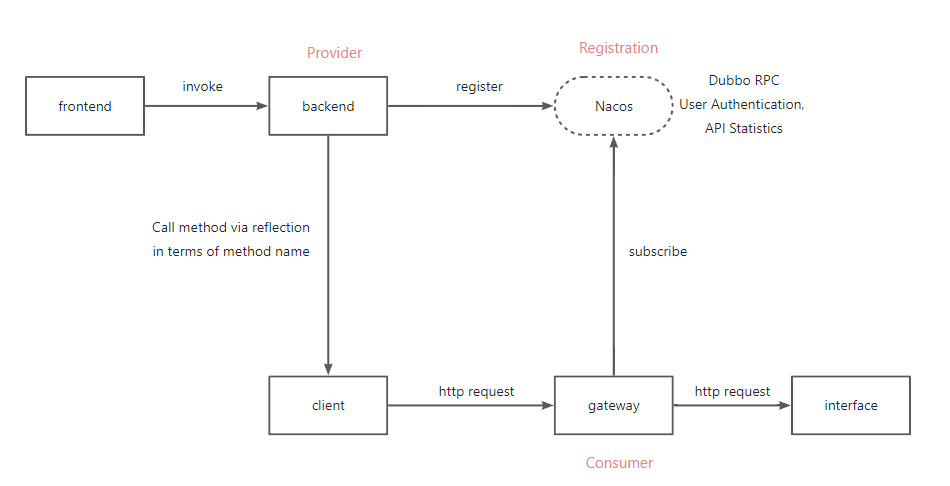 Provider
Registration
frontend
invoke
backend
register
Nacos
Dubbo RPC
User Authentication,
API Statistics
Call method via reflection
in terms of method name
subscribe
client
http request
gateway
http request
interface
Consumer